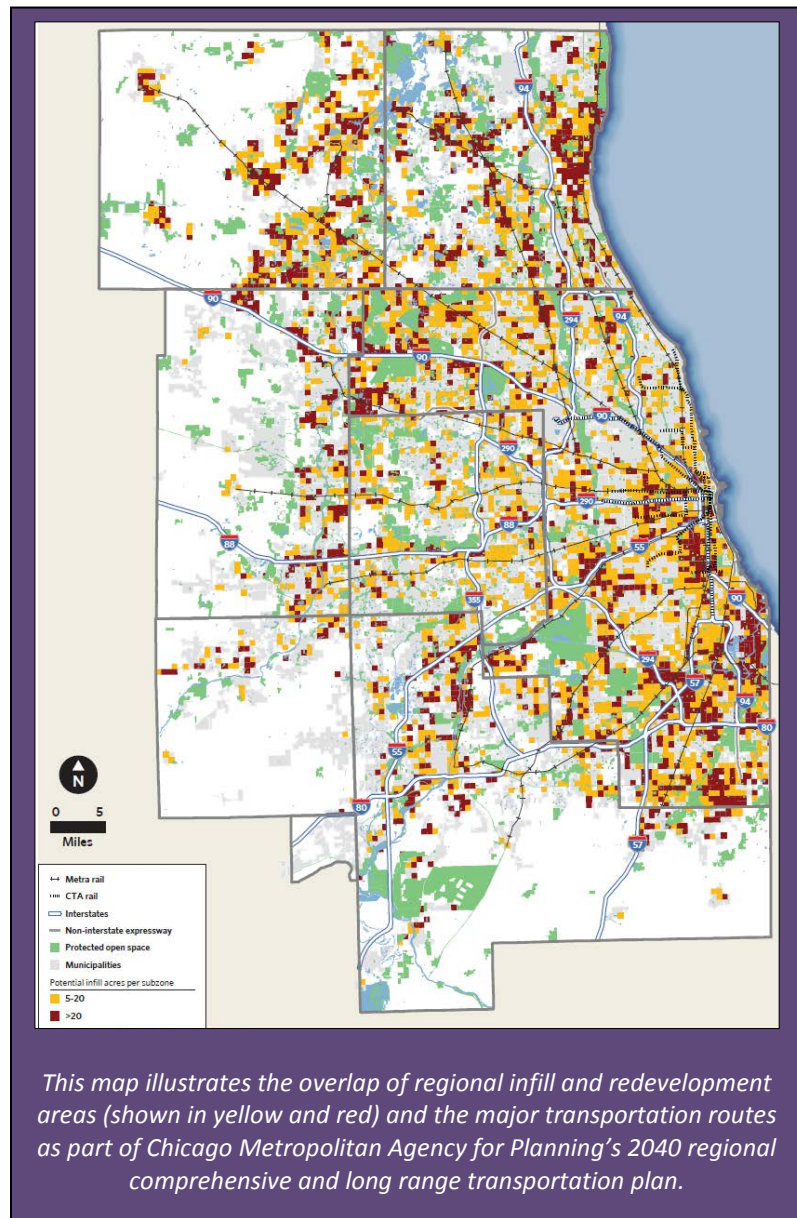 94
90
294
94
90
90
290
290
88
88
55
355
90
294
57
94
80
55
80
57
N
0 5
Miles
Metra rail
CTA rail
Interstates
Non-interstate expressway
Protected open space
Municipalities
Potential infill acres per subzone
5-20
>20
This map illustrates the overlap of regional infill and redevelopment
areas (shown in yellow and red) and the major transportation routes
as part of Chicago Metropolitan Agency for Planning’s 2040 regional
comprehensive and long range transportation plan.